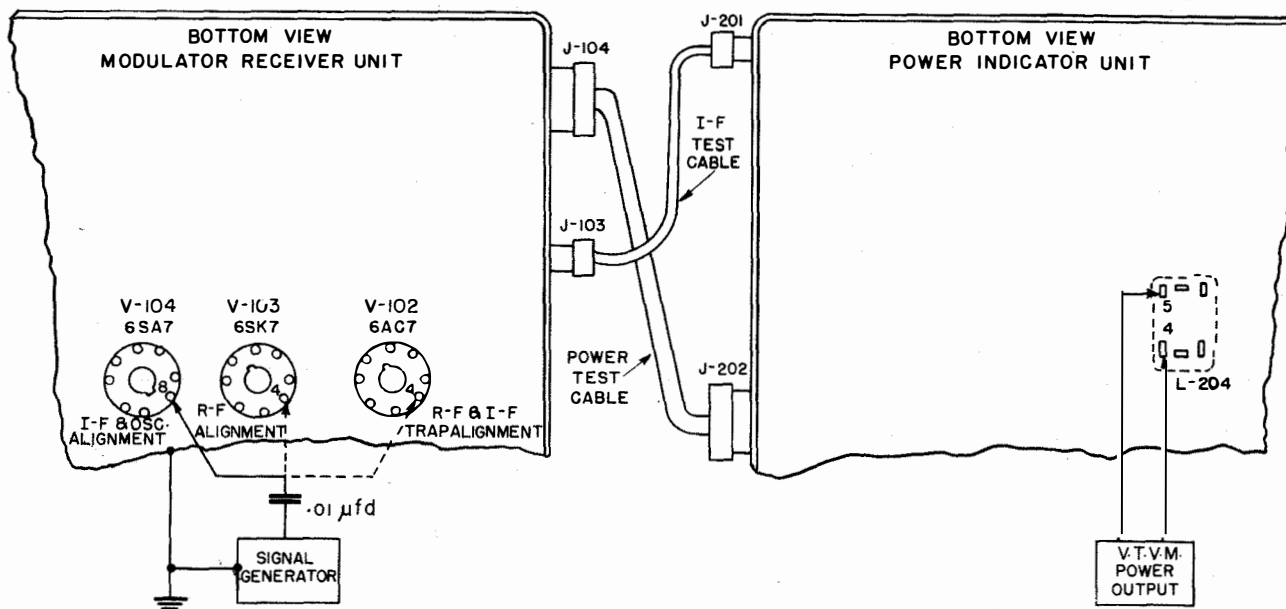 BOTTOM VIEW
MODULATOR RECEIVER UNIT
J-104
J-201
BOTTOM VIEW
POWER INDICATOR UNIT
I-F
TEST
CABLE
J-103
V-104
6SA7
V-103
6SK7
V-102
6AC7
8
4
4
I-F & OSC.
ALIGNMENT
R-F
ALIGNMENT
R-F & I-F
TRAP ALIGNMENT
POWER
TEST
CABLE
J-202
5
4
L-204
.01 µfd
SIGNAL
GENERATOR
V.T.V.M.
POWER
OUTPUT